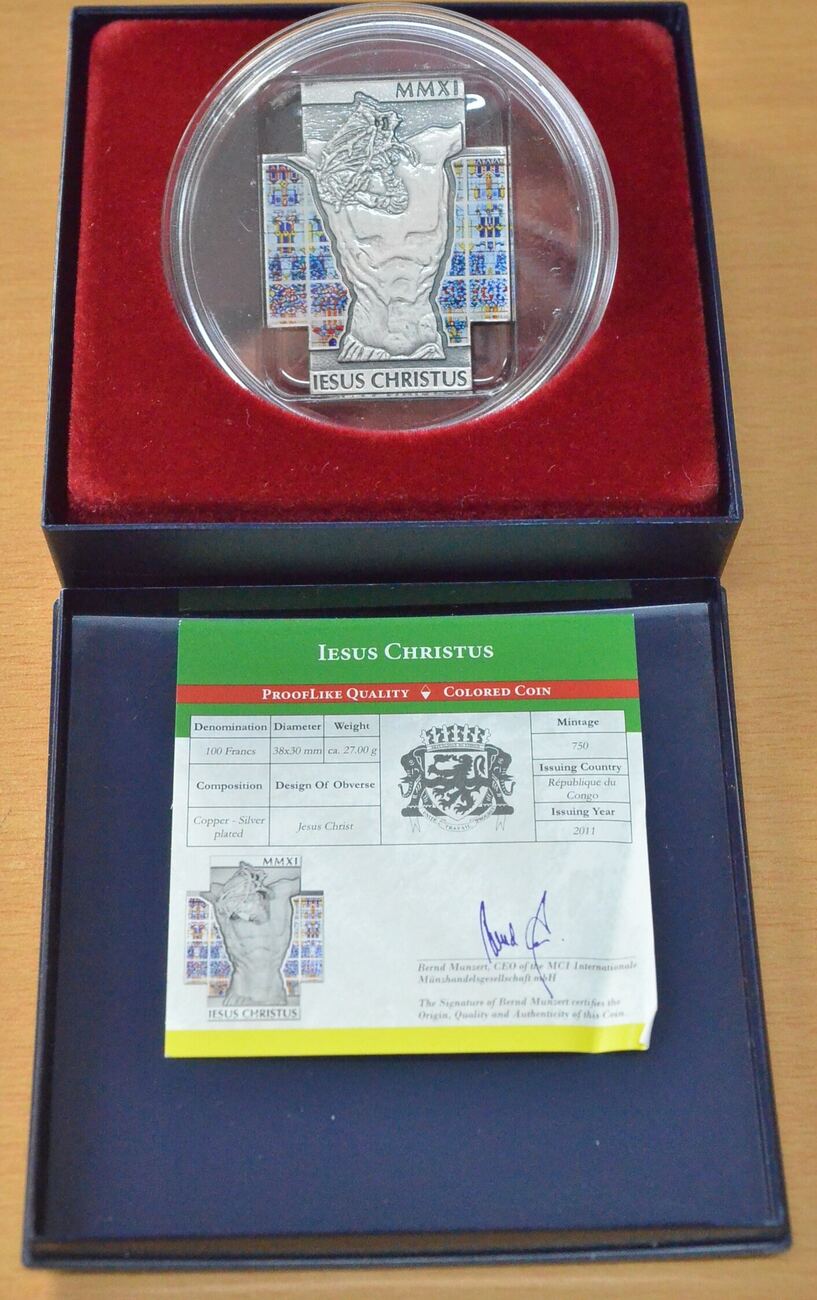 MMXI
IESUS CHRISTUS
IESUS CHRISTUS
PROOFLIKE QUALITY COLORED COIN
Denomination Diameter Weight
100 Francs 38x30 mm ca. 27.00 g
Composition Design Of Obverse
Copper - Silver
plated
Jesus Christ
TRAVAIL
Mintage
750
Issuing Country
République du
Congo
Issuing Year
2011
MMXI
IESUS CHRISTUS
Bernd Munzert, CEO of the MCI Internationale
Münzhandelsgesellschaft mbH
The Signature of Bernd Munzert certifies the
Origin, Quality and Authenticity of this Coin.